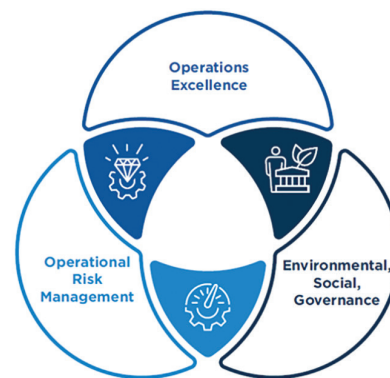 Operations
Excellence
Operational
Risk
Management
Environmental,
Social,
Governance